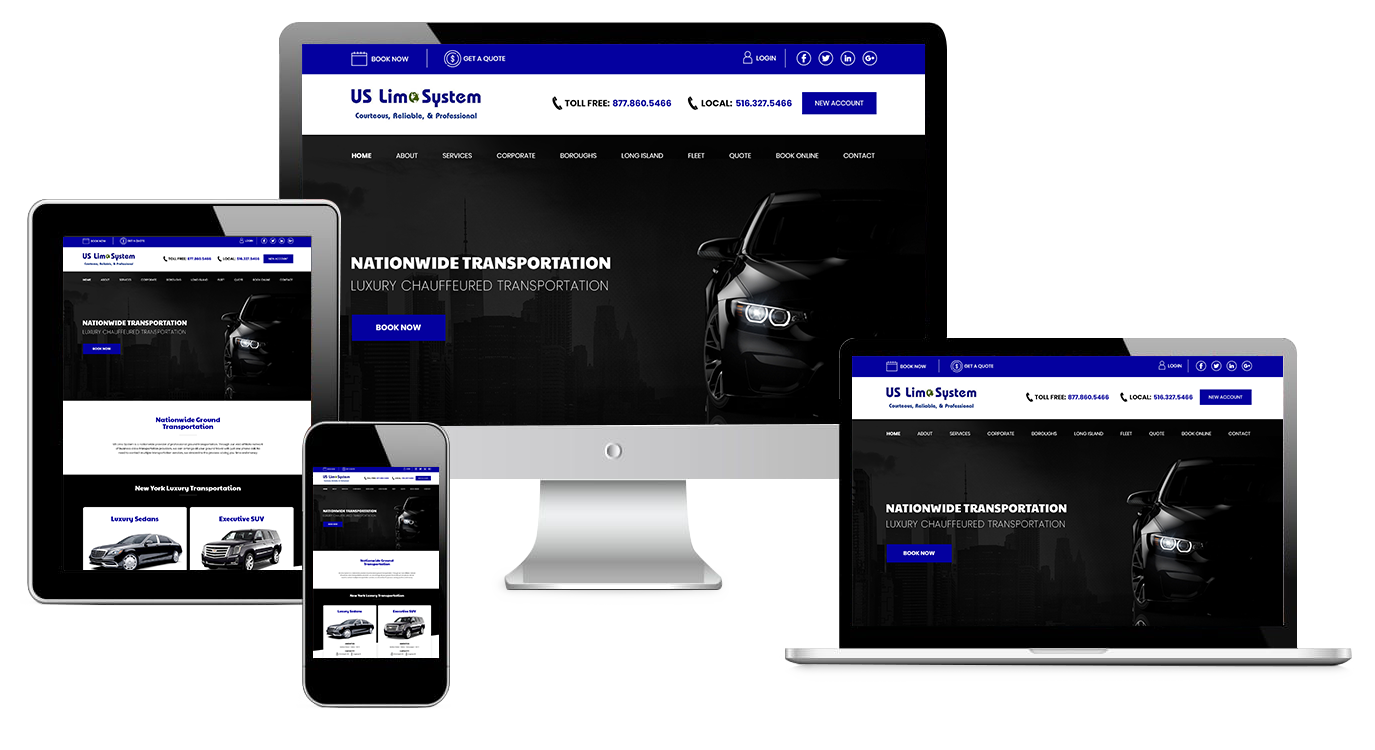 BOOK NOW
GET A QUOTE
LOGIN
US Limo System
Courteous, Reliable, & Professional
TOLL FREE: 877.860.5466
LOCAL: 516.327.5466
NEW ACCOUNT
HOME ABOUT SERVICES CORPORATE BOROUGHS LONG ISLAND FLEET QUOTE BOOK ONLINE CONTACT
NATIONWIDE TRANSPORTATION
LUXURY CHAUFFEURED TRANSPORTATION
BOOK NOW
BOOK NOW
GET A QUOTE
LOGIN
US Limo System
Courteous, Reliable, & Professional
TOLL FREE: 877.860.5466
LOCAL: 516.327.5466
NEW ACCOUNT
HOME ABOUT SERVICES CORPORATE BOROUGHS LONG ISLAND FLEET QUOTE BOOK ONLINE CONTACT
NATIONWIDE TRANSPORTATION
LUXURY CHAUFFEURED TRANSPORTATION
BOOK NOW
Nationwide Ground
Transportation
New York Luxury Transportation
Luxury Sedans
Executive SUV
US Limo System
NATIONWIDE TRANSPORTATION
LUXURY CHAUFFEURED TRANSPORTATION
Nationwide Ground
Transportation
New York Luxury Transportation
Luxury Sedans
Executive SUV
BOOK NOW
GET A QUOTE
LOGIN
US Limo System
Courteous, Reliable, & Professional
TOLL FREE: 877.860.5466
LOCAL: 516.327.5466
NEW ACCOUNT
HOME ABOUT SERVICES CORPORATE BOROUGHS LONG ISLAND FLEET QUOTE BOOK ONLINE CONTACT
NATIONWIDE TRANSPORTATION
LUXURY CHAUFFEURED TRANSPORTATION
BOOK NOW